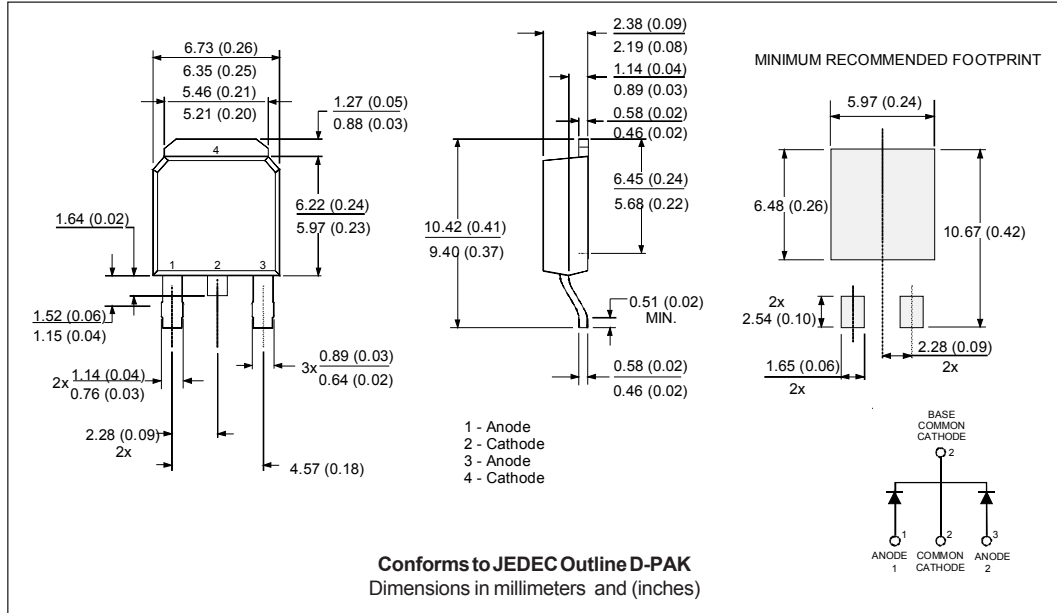 6.73 (0.26)
6.35 (0.25)
5.46 (0.21)
5.21 (0.20)
1.27 (0.05)
0.88 (0.03)
4
6.22 (0.24)
5.97 (0.23)
1.64 (0.02)
1
2
3
1.52 (0.06)
1.15 (0.04)
2x
1.14 (0.04)
0.76 (0.03)
3x
0.89 (0.03)
0.64 (0.02)
2.28 (0.09)
2x
4.57 (0.18)
2.38 (0.09)
2.19 (0.08)
1.14 (0.04)
0.89 (0.03)
0.58 (0.02)
0.46 (0.02)
6.45 (0.24)
5.68 (0.22)
10.42 (0.41)
9.40 (0.37)
0.51 (0.02)
MIN.
0.58 (0.02)
0.46 (0.02)
1 - Anode
2 - Cathode
3 - Anode
4 - Cathode
MINIMUM RECOMMENDED FOOTPRINT
5.97 (0.24)
6.48 (0.26)
10.67 (0.42)
2x
2.54 (0.10)
2.28 (0.09)
2x
1.65 (0.06)
2x
BASE
COMMON
CATHODE
2
1
2
3
ANODE
1
COMMON
CATHODE
ANODE
2
Conforms to JEDEC Outline D-PAK
Dimensions in millimeters and (inches)